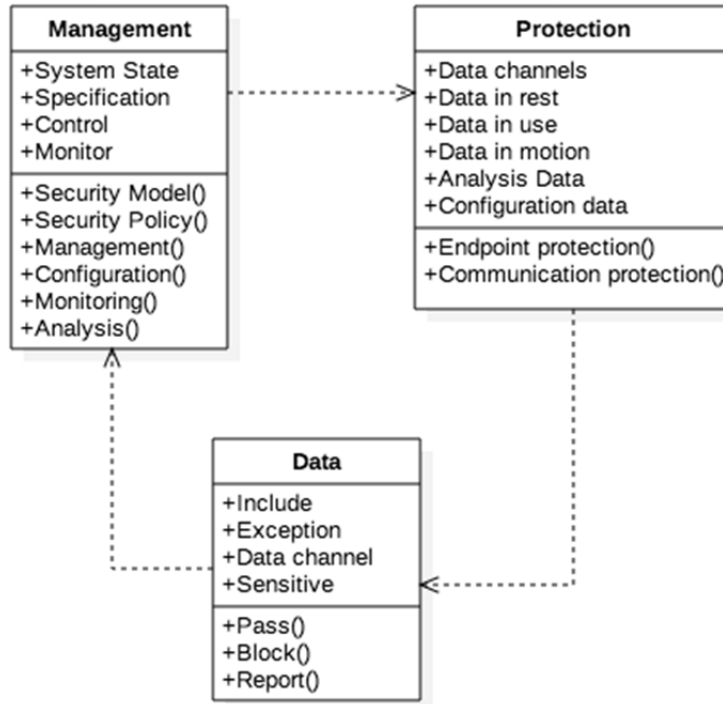 Management
+System State
+Specification
+Control
+Monitor
+Security Model()
+Security Policy()
+Management()
+Configuration()
+Monitoring()
+Analysis()
Protection
+Data channels
+Data in rest
+Data in use
+Data in motion
+Analysis Data
+Configuration data
+Endpoint protection()
+Communication protection()
Data
+Include
+Exception
+Data channel
+Sensitive
+Pass()
+Block()
+Report()